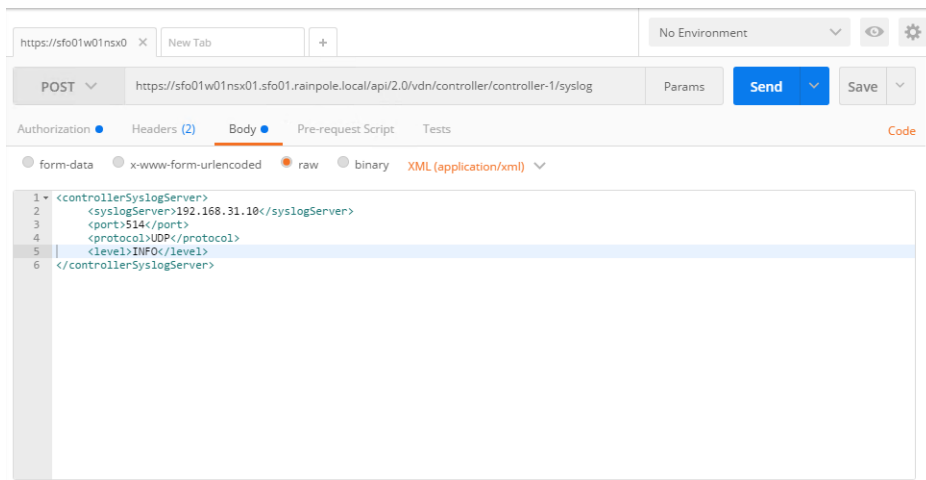 https://sfo01w01nsx0 × New Tab +
No Environment
POST https://sfo01w01nsx01.sfo01.rainpole.local/api/2.0/vdn/controller/controller-1/syslog Params Send Save
Authorization Headers (2) Body Pre-request Script Tests Code
form-data x-www-form-urlencoded raw binary XML (application/xml)
1 <controllerSyslogServer>
2 <syslogServer>192.168.31.10</syslogServer>
3 <port>514</port>
4 <protocol>UDP</protocol>
5 <level>INFO</level>
6 </controllerSyslogServer>